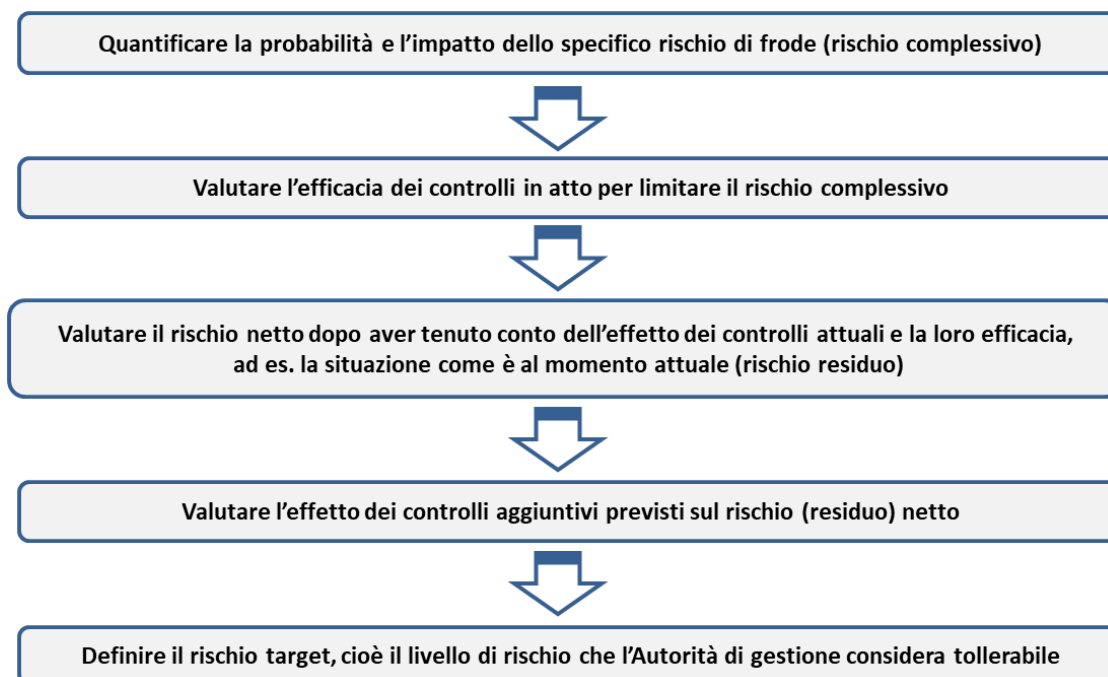 Quantificare la probabilità e l’impatto dello specifico rischio di frode (rischio complessivo)
Valutare l’efficacia dei controlli in atto per limitare il rischio complessivo
Valutare il rischio netto dopo aver tenuto conto dell’effetto dei controlli attuali e la loro efficacia,
ad es. la situazione come è al momento attuale (rischio residuo)
Valutare l’effetto dei controlli aggiuntivi previsti sul rischio (residuo) netto
Definire il rischio target, cioè il livello di rischio che l’Autorità di gestione considera tollerabile